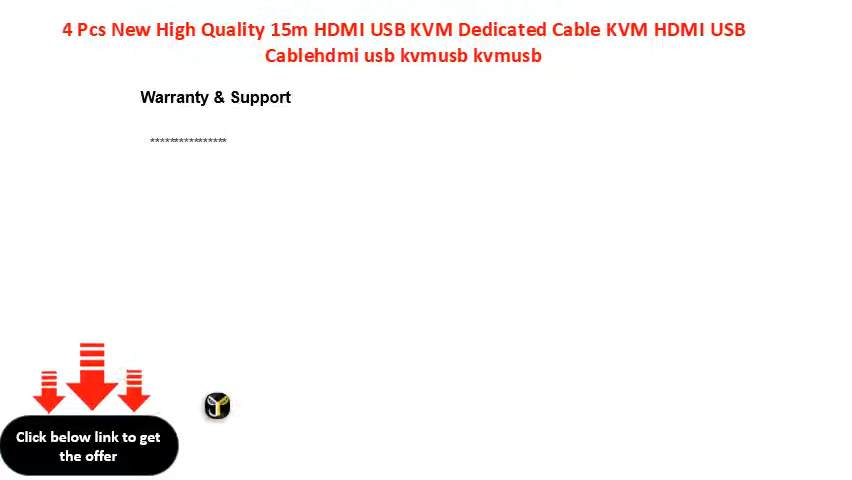 4 Pcs New High Quality 15m HDMI USB KVM Dedicated Cable KVM HDMI USB
Cablehdmi usb kvmusb kvmusb
Warranty & Support
****************
Click below link to get
the offer